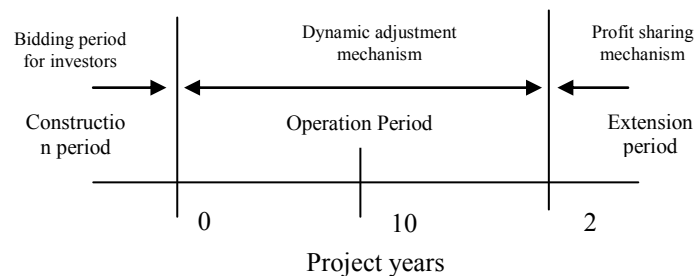 Bidding period
for investors
Dynamic adjustment
mechanism
Profit sharing
mechanism
Constructio
n period
Operation Period
Extension
period
0
10
2
Project years